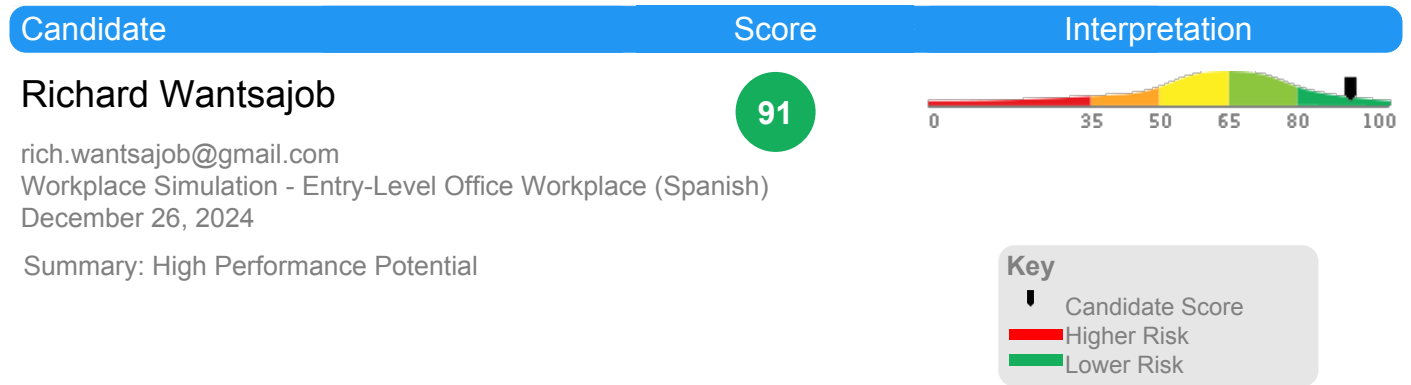 Candidate Score Interpretation
Richard Wantsajob
91
0 35 50 65 80 100
rich.wantsajob@gmail.com
Workplace Simulation - Entry-Level Office Workplace (Spanish)
December 26, 2024
Summary: High Performance Potential
Key
Candidate Score
Higher Risk
Lower Risk